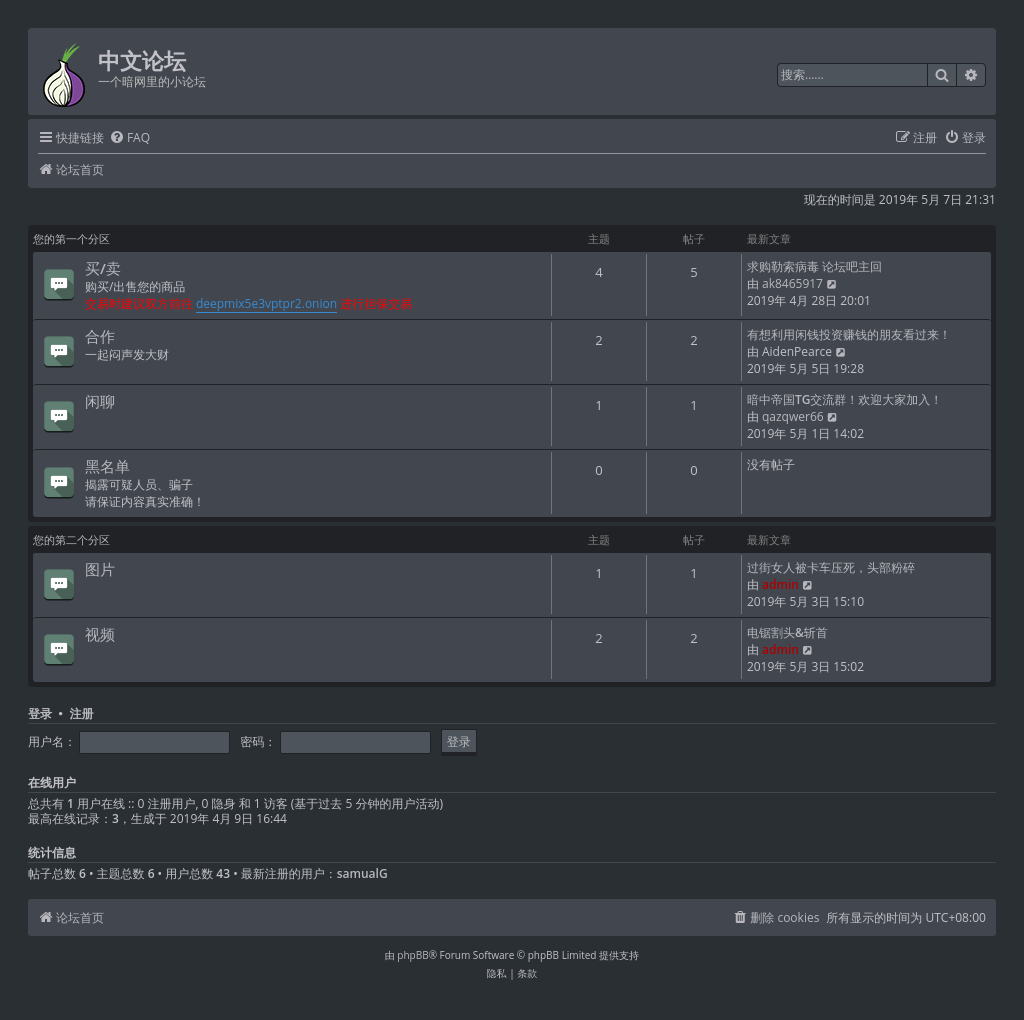 中文论坛
一个暗网里的小论坛
搜索……
快捷链接 FAQ 注册 登录
论坛首页
现在的时间是 2019年 5月 7日 21:31
您的第一个分区 主题 帖子 最新文章
买/卖
购买/出售您的商品
交易时建议双方前往 deepmix5e3vptpr2.onion 进行担保交易
4 5
求购勒索病毒 论坛吧主回
由 ak8465917
2019年 4月 28日 20:01
合作
一起闷声发大财
2 2
有想利用闲钱投资赚钱的朋友看过来！
由 AidenPearce
2019年 5月 5日 19:28
闲聊
1 1
暗中帝国TG交流群！欢迎大家加入！
由 qazqwer66
2019年 5月 1日 14:02
黑名单
揭露可疑人员、骗子
请保证内容真实准确！
0 0
没有帖子
您的第二个分区 主题 帖子 最新文章
图片
1 1
过街女人被卡车压死，头部粉碎
由 admin
2019年 5月 3日 15:10
视频
2 2
电锯割头&斩首
由 admin
2019年 5月 3日 15:02
登录 • 注册
用户名： 密码： 登录
在线用户
总共有 1 用户在线 :: 0 注册用户, 0 隐身 和 1 访客 (基于过去 5 分钟的用户活动)
最高在线记录：3，生成于 2019年 4月 9日 16:44
统计信息
帖子总数 6 • 主题总数 6 • 用户总数 43 • 最新注册的用户：samualG
论坛首页 删除 cookies 所有显示的时间为 UTC+08:00
由 phpBB® Forum Software © phpBB Limited 提供支持
隐私 | 条款